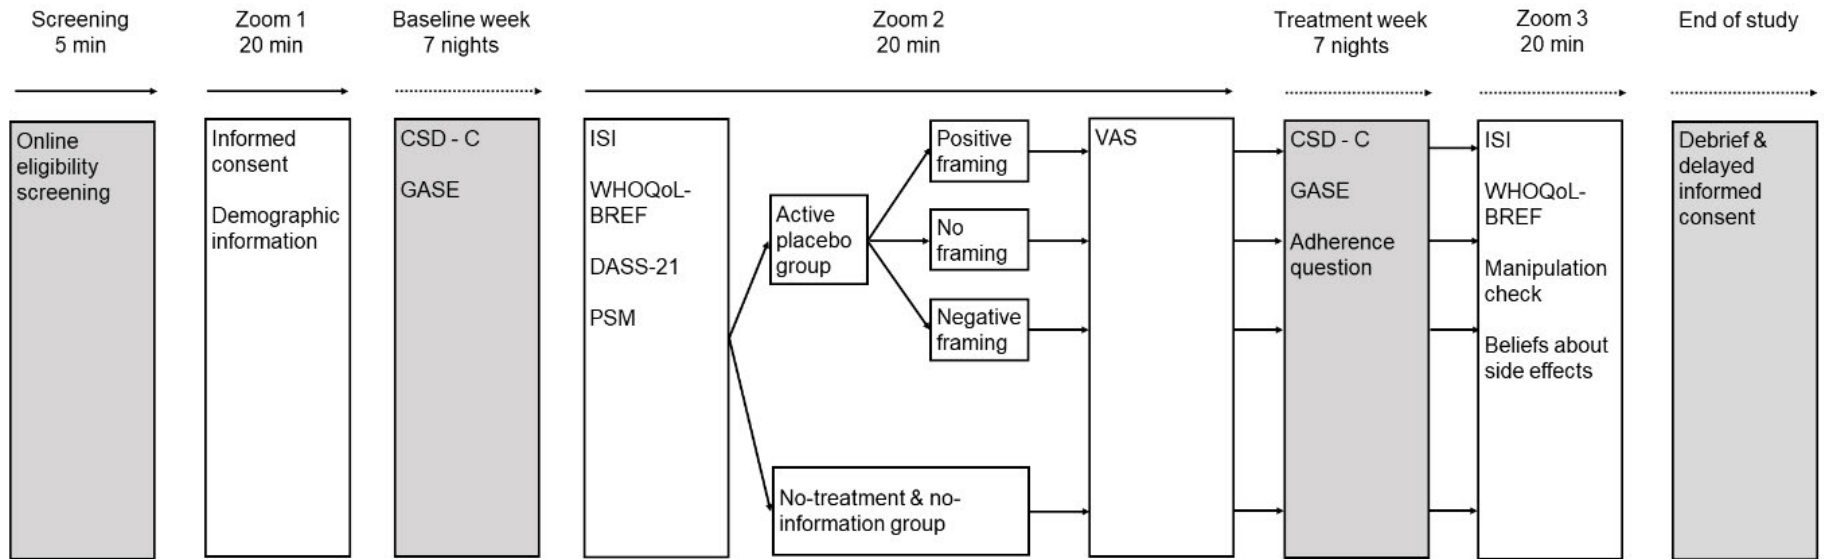 Screening
5 min
Zoom 1
20 min
Baseline week
7 nights
Zoom 2
20 min
Treatment week
7 nights
Zoom 3
20 min
End of study
Online
eligibility
screening
Informed
consent
Demographic
information
CSD - C
GASE
ISI
WHOQoL-
BREF
DASS-21
PSM
Active
placebo
group
Positive
framing
No
framing
Negative
framing
No-treatment & no-
information group
VAS
CSD - C
GASE
Adherence
question
ISI
WHOQoL-
BREF
Manipulation
check
Beliefs about
side effects
Debrief &
delayed
informed
consent